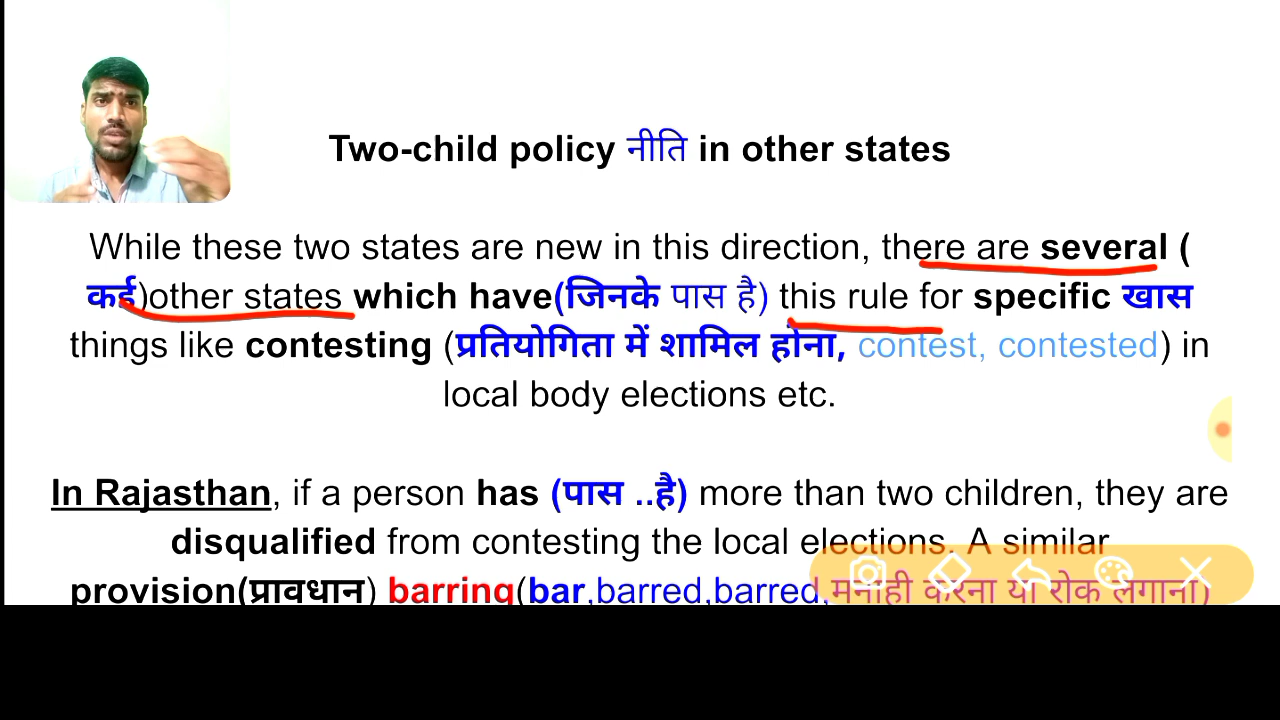 Two-child policy नीति in other states
While these two states are new in this direction, there are several (
कई)other states which have(जिनके पास है) this rule for specific खास
things like contesting (प्रतियोगिता में शामिल होना, contest, contested) in
local body elections etc.
In Rajasthan, if a person has (पास ..है) more than two children, they are
disqualified from contesting the local elections. A similar
provision(प्रावधान) barring(bar,barred,barred,मनाही करना या रोक लगाना)